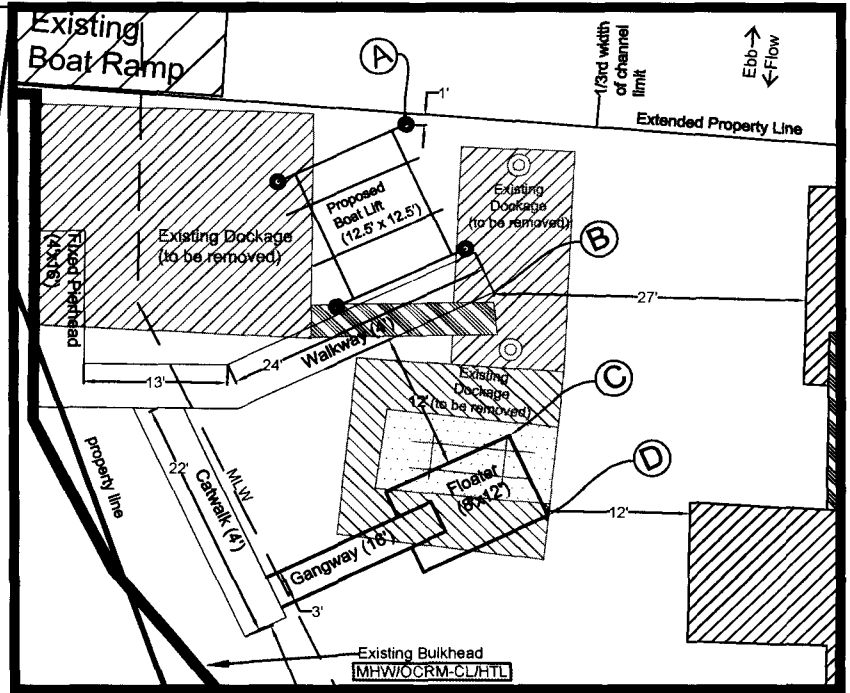 Existing
Boat Ramp
A
1'
1/3rd width
of channel
limit
Ebb→
←Flow
Extended Property Line
Proposed
Boat Lift
(12.5' x 12.5')
Existing
Dockage
(to be removed)
Existing Dockage
(to be removed)
B
27'
Fixed Pierhead
(4'x16')
Walkway (4')
24'
13'
Existing
Dockage
(to be removed)
12'
C
D
Floater
12'
22'
MLW
Catwalk (4')
property line
Gangway (16')
3'
Existing Bulkhead
MHW/OCRM-CL/HTL